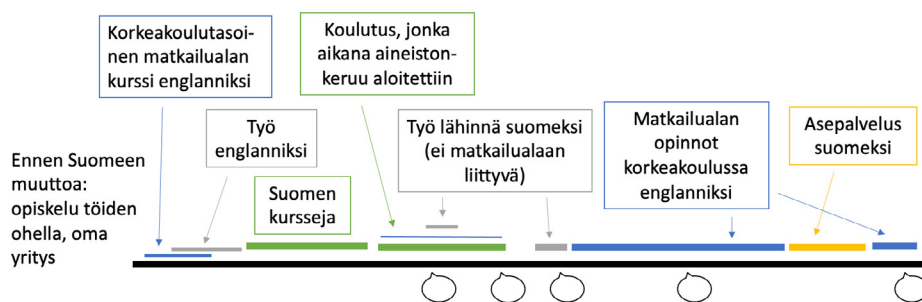 Korkeakoulutasoi-
nen matkailualan
kurssi englanniksi
Koulutus, jonka
aikana aineiston-
keruu aloitettiin
Työ
englanniksi
Työ lähinnä suomeksi
(ei matkailualaan
liittyvä)
Matkailualan
opinnot
korkeakoulussa
englanniksi
Asepalvelus
suomeksi
Ennen Suomeen
muuttoa:
opiskelu töiden
ohella, oma
yritys
Suomen
kursseja